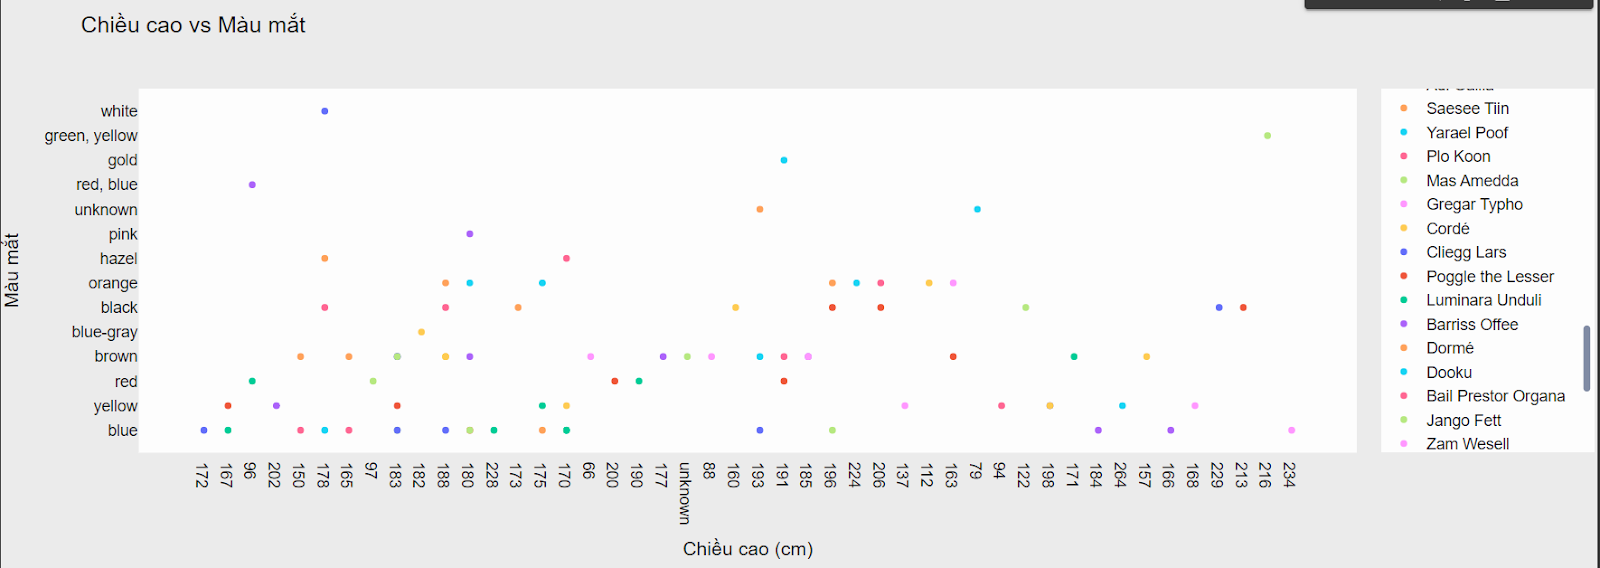 Chiều cao vs Màu mắt
white
green, yellow
gold
red, blue
unknown
pink
hazel
orange
black
blue-gray
brown
red
yellow
blue
Màu mắt
172
167
96
202
150
178
165
97
183
182
188
180
228
173
175
170
66
200
190
177
unknown
88
160
193
191
185
196
224
206
137
112
163
79
94
122
198
171
184
264
157
166
168
229
213
216
234
Chiều cao (cm)
Saesee Tiin
Yarael Poof
Plo Koon
Mas Amedda
Gregar Typho
Cordé
Cliegg Lars
Poggle the Lesser
Luminara Unduli
Barriss Offee
Dormé
Dooku
Bail Prestor Organa
Jango Fett
Zam Wesell